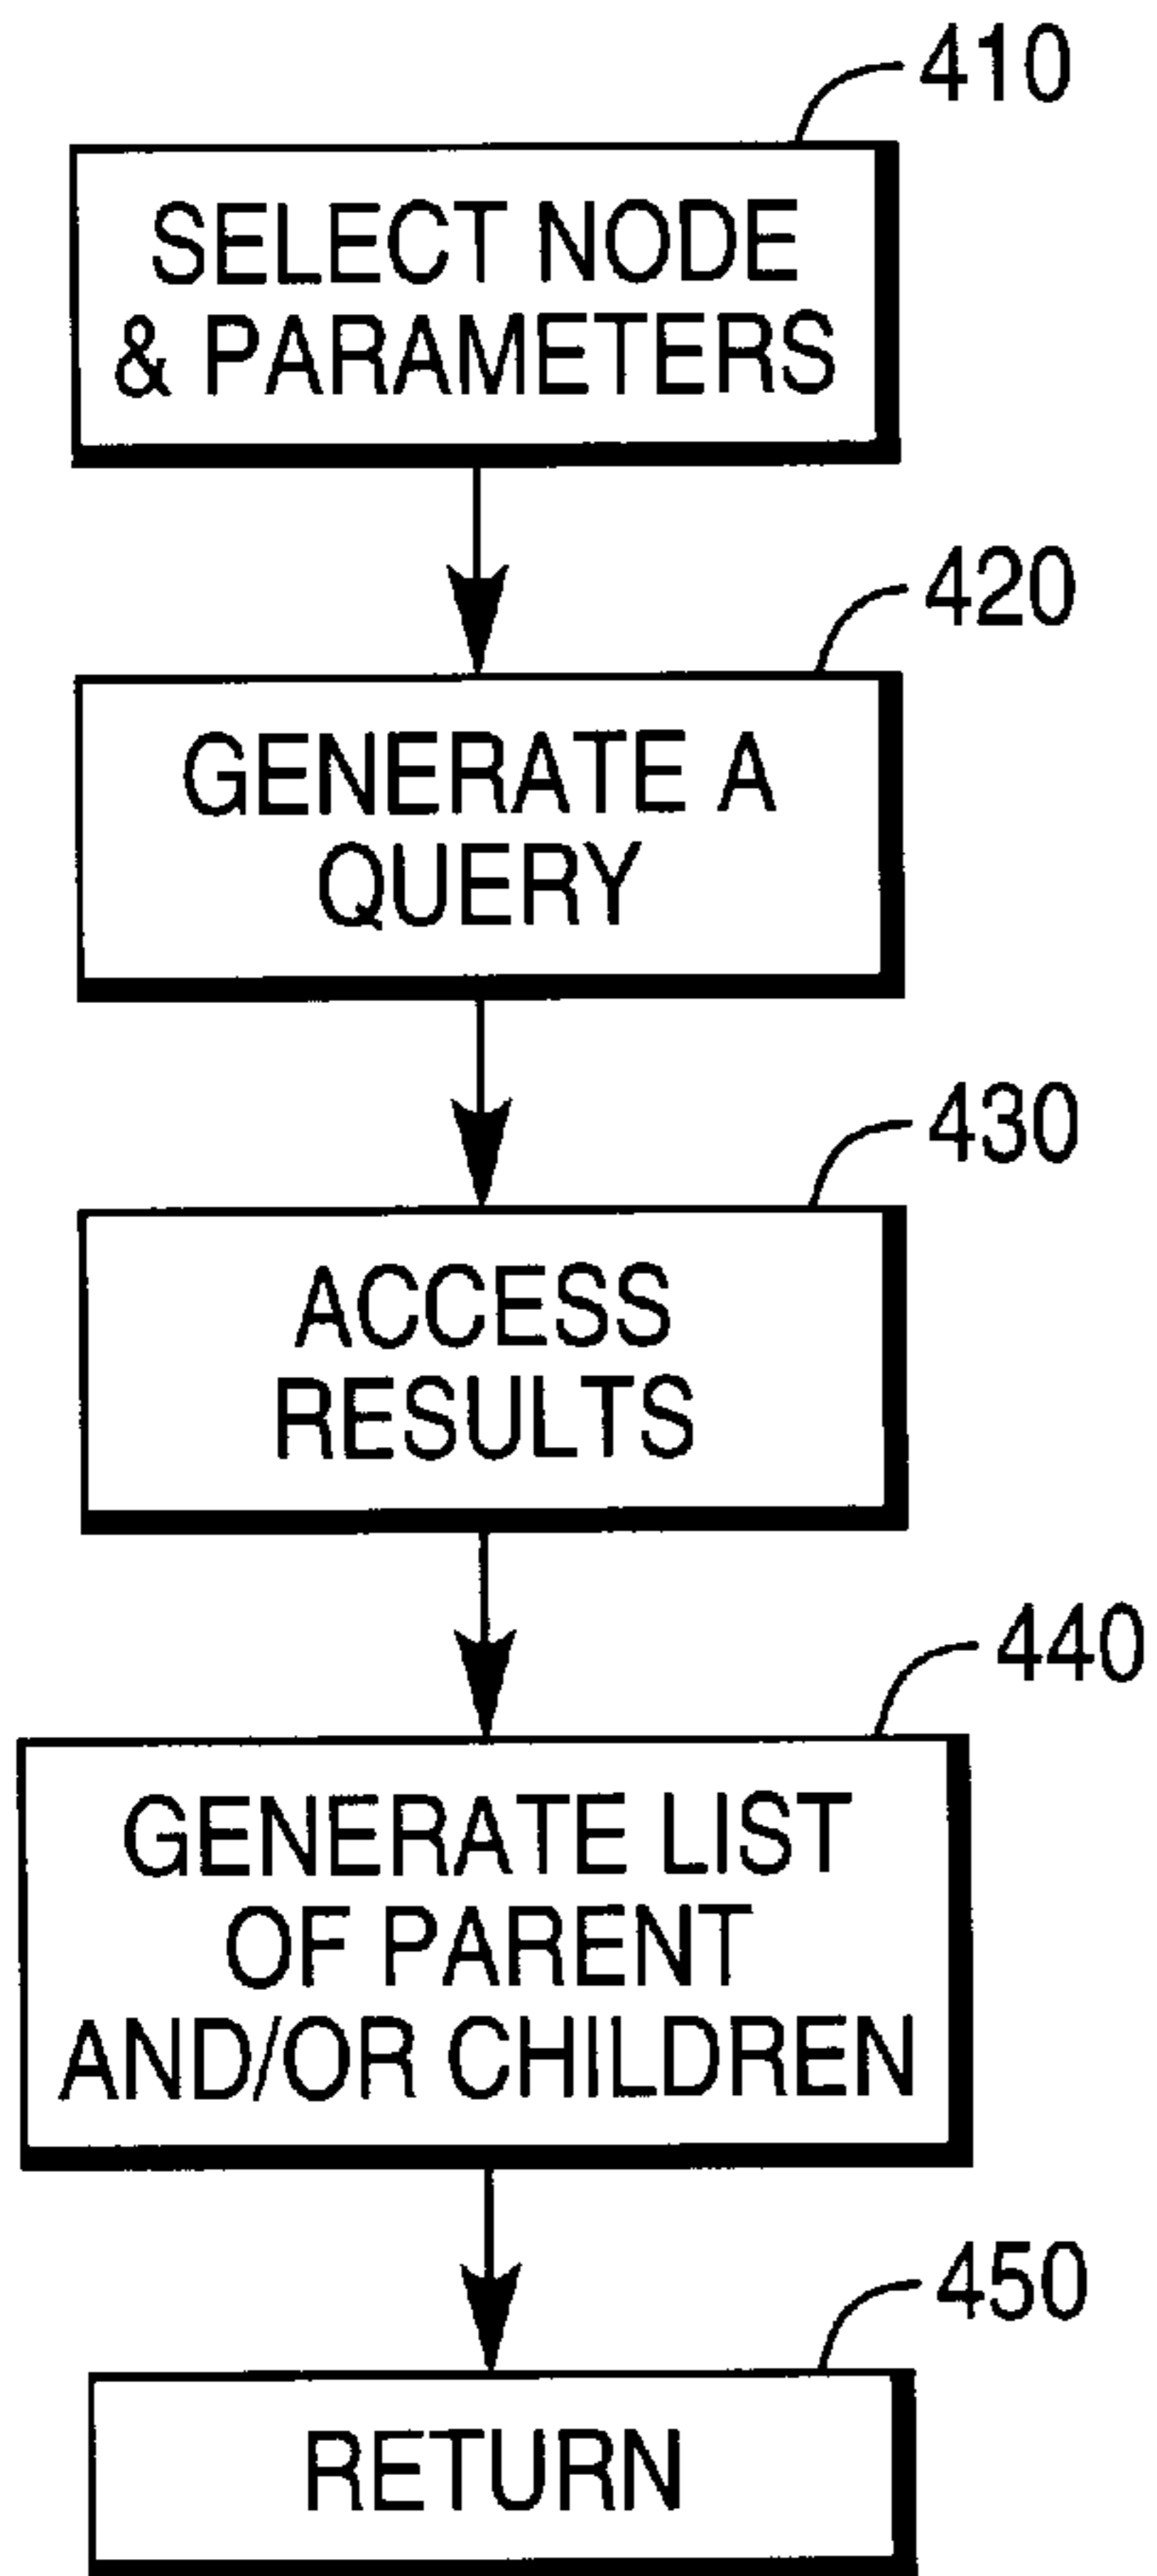 410
SELECT NODE
& PARAMETERS
420
GENERATE A
QUERY
430
ACCESS
RESULTS
440
GENERATE LIST
OF PARENT
AND/OR CHILDREN
450
RETURN